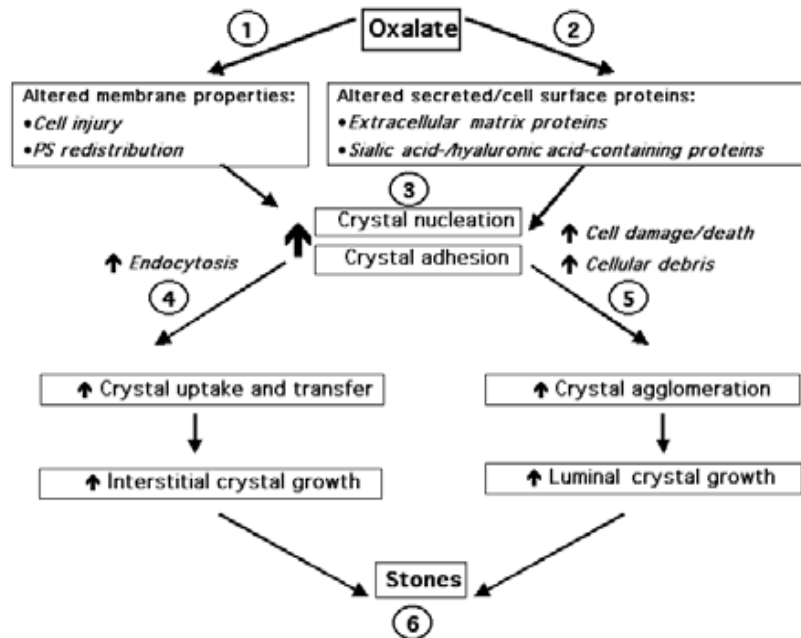 1
Oxalate
2
Altered membrane properties:
•Cell injury
•PS redistribution
Altered secreted/cell surface proteins:
•Extracellular matrix proteins
•Sialic acid-/hyaluronic acid-containing proteins
3
Crystal nucleation
Crystal adhesion
↑ Endocytosis
4
↑ Cell damage/death
↑ Cellular debris
5
↑ Crystal uptake and transfer
↑ Crystal agglomeration
↑ Interstitial crystal growth
↑ Luminal crystal growth
Stones
6